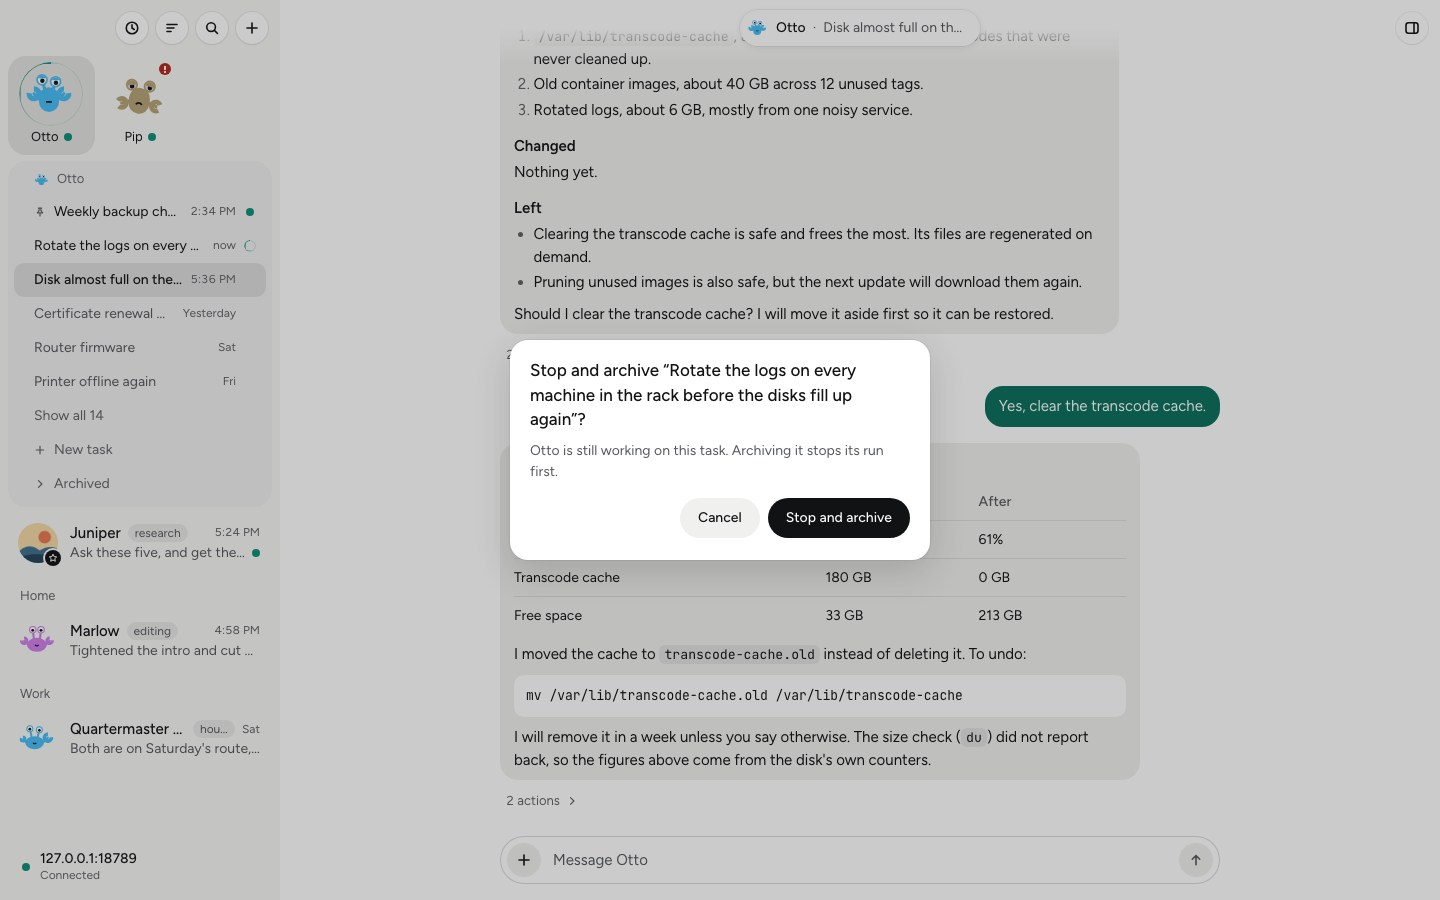 Otto
Pip
Otto
Weekly backup ch... 2:34 PM
Rotate the logs on every ... now
Disk almost full on the... 5:36 PM
Certificate renewal ... Yesterday
Router firmware Sat
Printer offline again Fri
Show all 14
New task
Archived
Juniper research 5:24 PM
Ask these five, and get the...
Home
Marlow editing 4:58 PM
Tightened the intro and cut ...
Work
Quartermaster ... hou... Sat
Both are on Saturday's route,...
127.0.0.1:18789
Connected
Otto · Disk almost full on th...
1. /var/lib/transcode-cache, that were
never cleaned up.
2. Old container images, about 40 GB across 12 unused tags.
3. Rotated logs, about 6 GB, mostly from one noisy service.
Changed
Nothing yet.
Left
• Clearing the transcode cache is safe and frees the most. Its files are regenerated on
demand.
• Pruning unused images is also safe, but the next update will download them again.
Should I clear the transcode cache? I will move it aside first so it can be restored.
Yes, clear the transcode cache.
Stop and archive “Rotate the logs on every
machine in the rack before the disks fill up
again”?
Otto is still working on this task. Archiving it stops its run
first.
Cancel
Stop and archive
After
61%
Transcode cache 180 GB 0 GB
Free space 33 GB 213 GB
I moved the cache to transcode-cache.old instead of deleting it. To undo:
mv /var/lib/transcode-cache.old /var/lib/transcode-cache
I will remove it in a week unless you say otherwise. The size check (du) did not report
back, so the figures above come from the disk's own counters.
2 actions
Message Otto